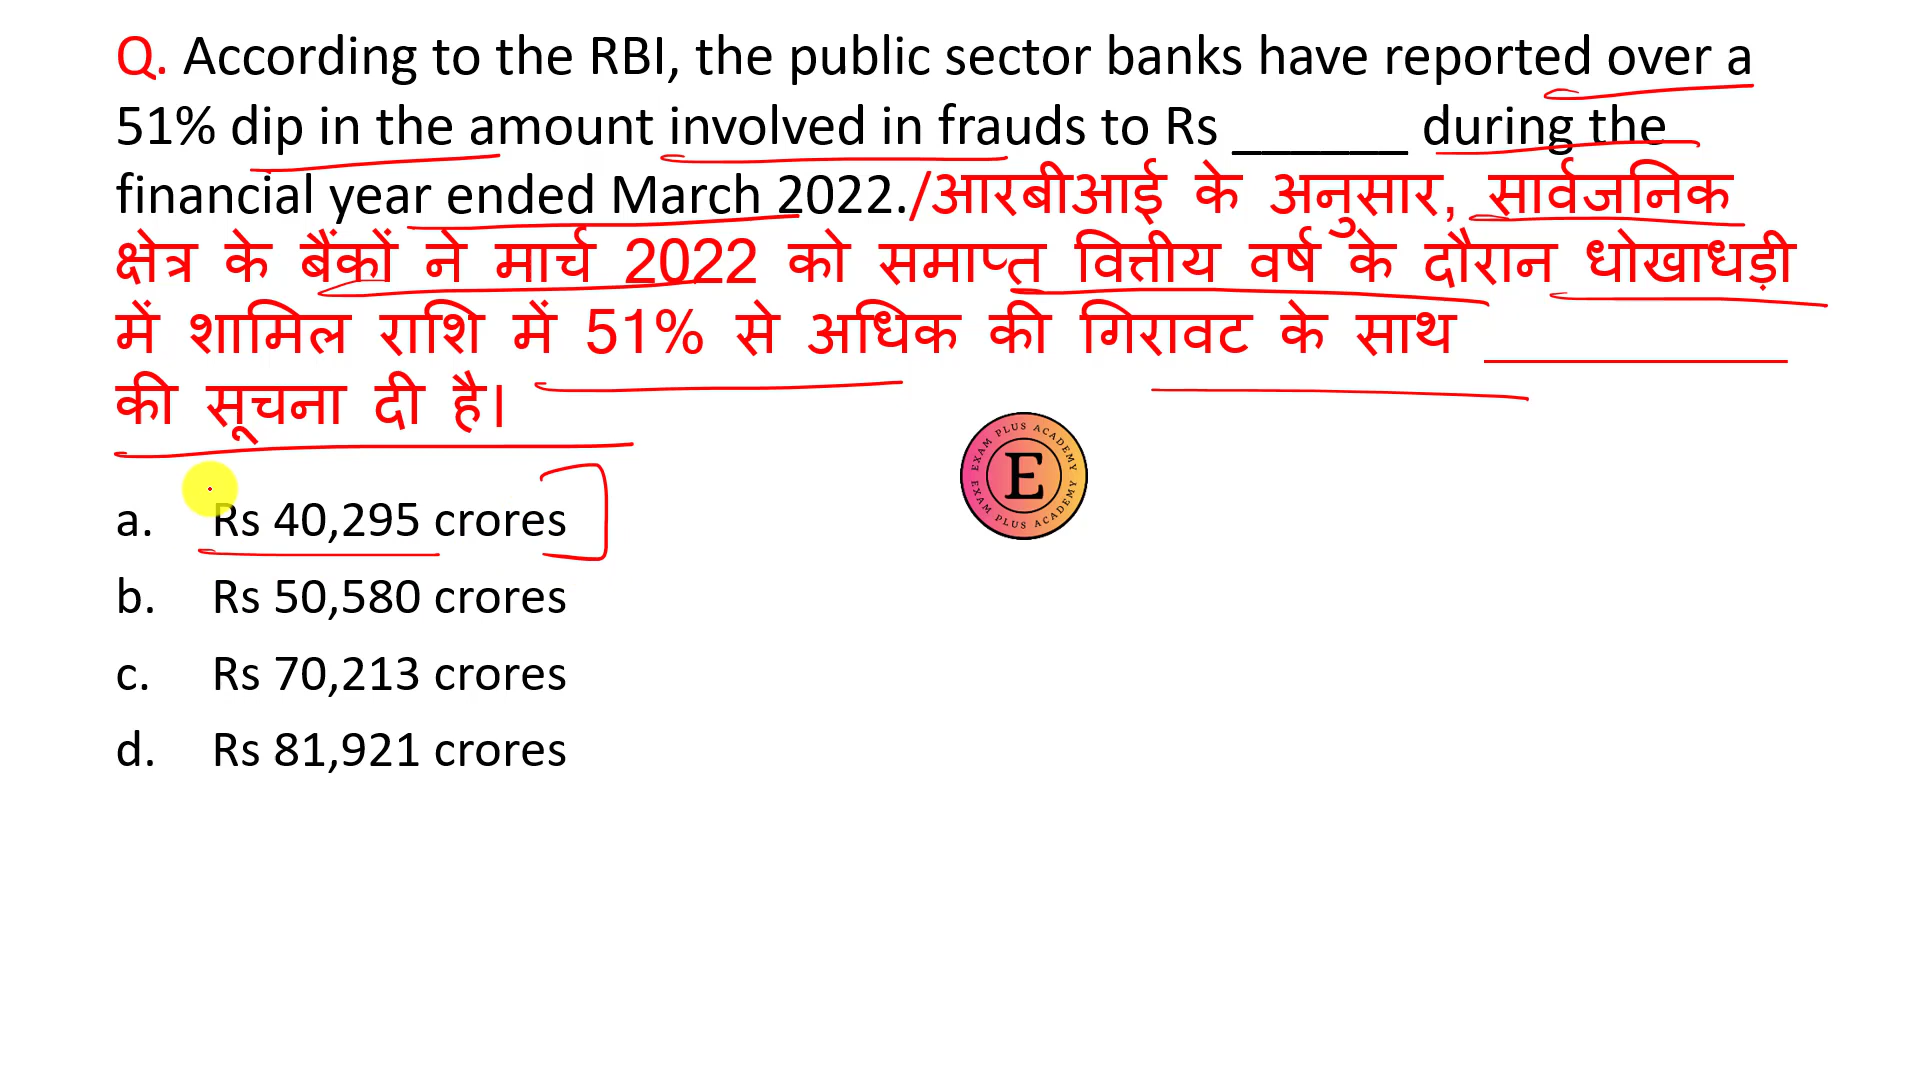 Q. According to the RBI, the public sector banks have reported over a
51% dip in the amount involved in frauds to Rs ______ during the
financial year ended March 2022./आरबीआई के अनुसार, सार्वजनिक
क्षेत्र के बैंकों ने मार्च 2022 को समाप्त वित्तीय वर्ष के दौरान धोखाधड़ी
में शामिल राशि में 51% से अधिक की गिरावट के साथ __________
की सूचना दी है।
EXAM PLUS ACADEMY
E
EXAM PLUS ACADEMY
a. Rs 40,295 crores
b. Rs 50,580 crores
c. Rs 70,213 crores
d. Rs 81,921 crores